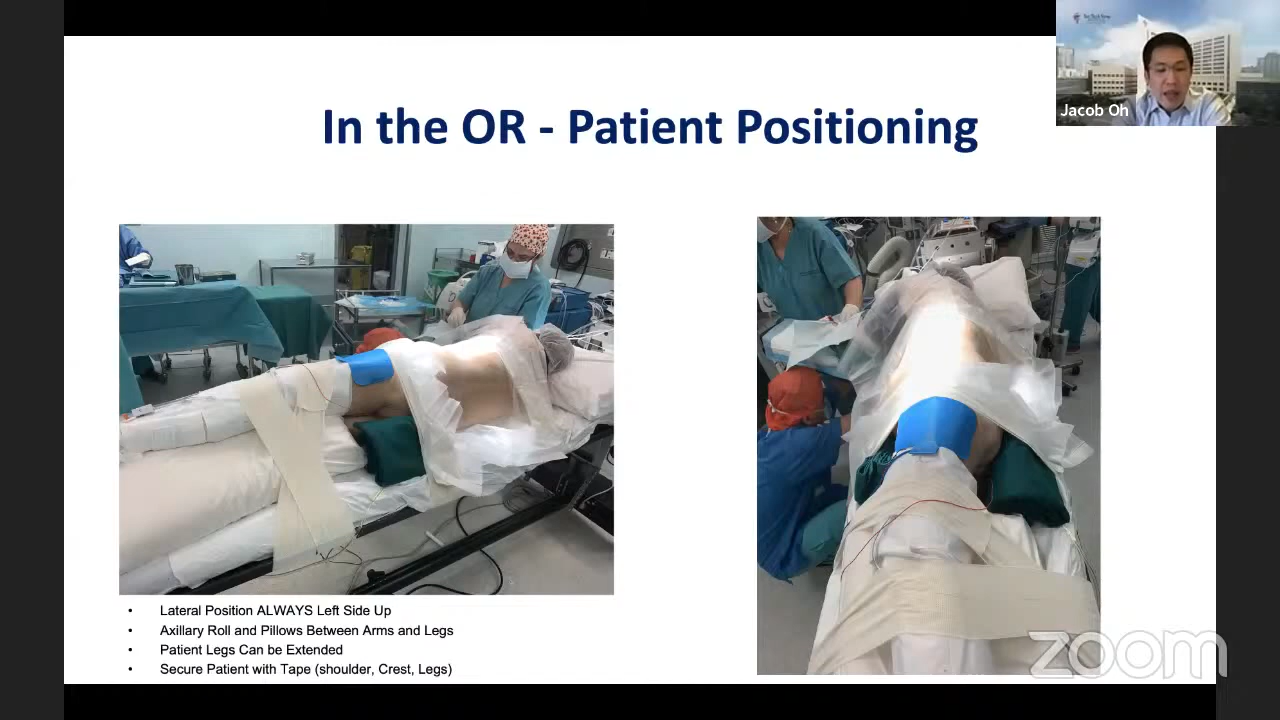 In the OR - Patient Positioning
Jacob Oh
• Lateral Position ALWAYS Left Side Up
• Axillary Roll and Pillows Between Arms and Legs
• Patient Legs Can be Extended
• Secure Patient with Tape (shoulder, Crest, Legs)
zoom